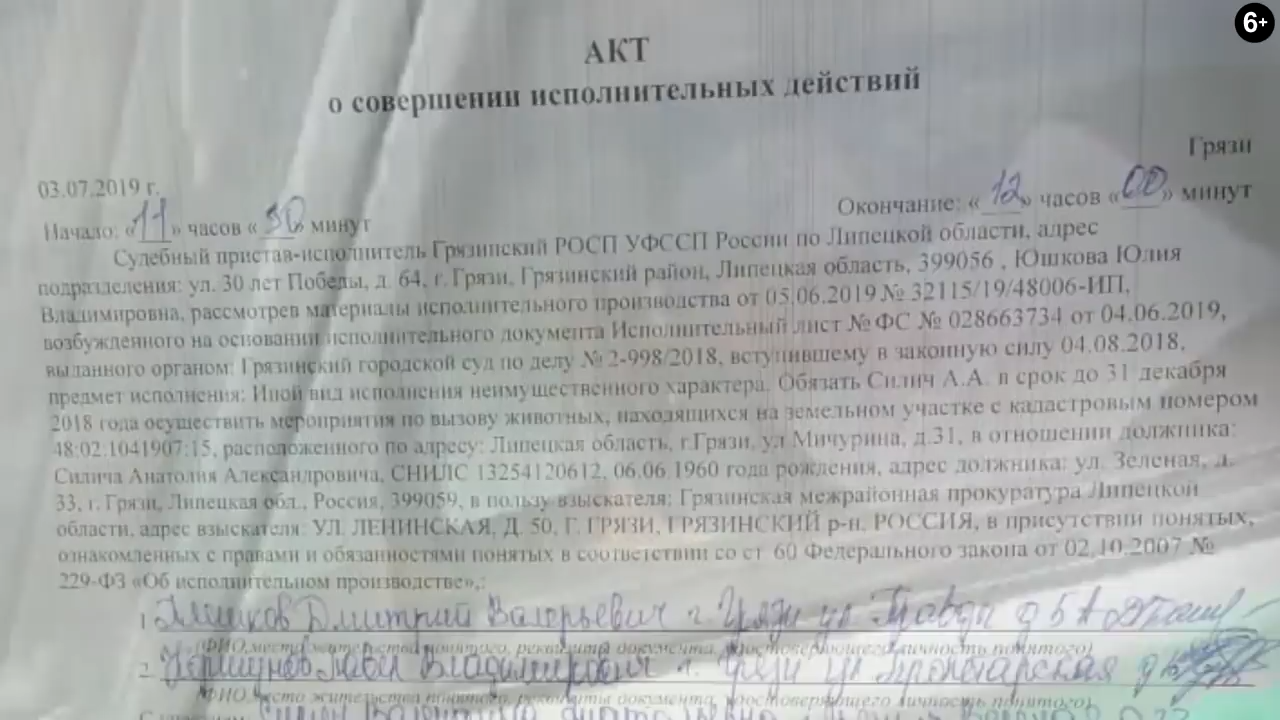 6+
АКТ
о совершении исполнительных действий
Грязи
03.07.2019 г.
Окончание: «12» часов «00» минут
Начало: «11» часов «30» минут
Судебный пристав-исполнитель Грязинский РОСП УФССП России по Липецкой области, адрес
подразделения: ул. 30 лет Победы, д. 64, г. Грязи, Грязинский район, Липецкая область, 399056 , Юшкова Юлия
Владимировна, рассмотрев материалы исполнительного производства от 05.06.2019 № 32115/19/48006-ИП,
возбужденного на основании исполнительного документа Исполнительный лист № ФС № 028663734 от 04.06.2019,
выданного органом: Грязинский городской суд по делу № 2-998/2018, вступившему в законную силу 04.08.2018,
предмет исполнения: Иной вид исполнения неимущественного характера. Обязать Силич А.А. в срок до 31 декабря
2018 года осуществить мероприятия по вызову животных, находящихся на земельном участке с кадастровым номером
48:02:1041907:15, расположенного по адресу: Липецкая область, г.Грязи, ул Мичурина, д.31, в отношении должника:
Силича Анатолия Александровича, СНИЛС 13254120612, 06.06.1960 года рождения, адрес должника: ул. Зеленая, д.
33, г. Грязи, Липецкая обл., Россия, 399059, в пользу взыскателя: Грязинская межрайонная прокуратура Липецкой
области, адрес взыскателя: УЛ. ЛЕНИНСКАЯ, Д. 50, Г. ГРЯЗИ, ГРЯЗИНСКИЙ р-н, РОССИЯ, в присутствии понятых,
ознакомленных с правами и обязанностями понятых в соответствии со ст. 60 Федерального закона от 02.10.2007 №
229-ФЗ «Об исполнительном производстве»,:
1. Дмитрий Валерьевич г. Грязи ул. Правды д 5А
(ФИО,место жительства понятого, реквизиты документа, удостоверяющего личность понятого)
2. Павел Владимирович г. Грязи ул Пролетарская д
(ФИО,место жительства понятого, реквизиты документа, удостоверяющего личность понятого)